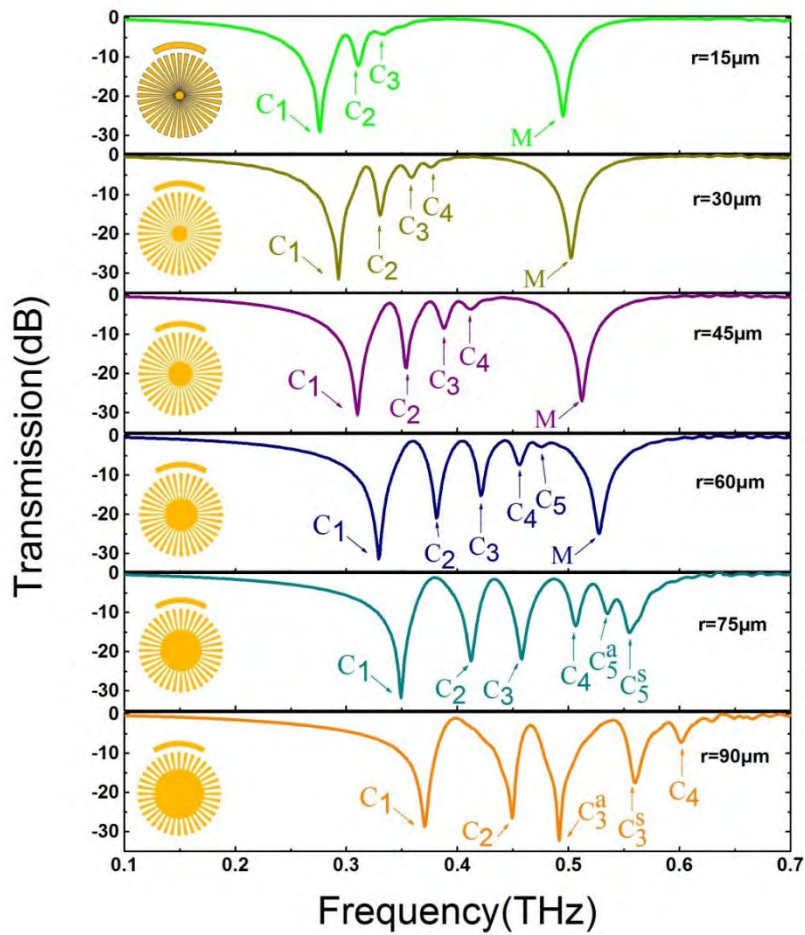 Transmission(dB)
0
-10
-20
-30
C1
C2
C3
M
r=15μm
0
-10
-20
-30
C1
C2
C3
C4
M
r=30μm
0
-10
-20
-30
C1
C2
C3
C4
M
r=45μm
0
-10
-20
-30
C1
C2
C3
C4
C5
M
r=60μm
0
-10
-20
-30
C1
C2
C3
C4
C5a
C5s
r=75μm
0
-10
-20
-30
C1
C2
C3a
C3s
C4
r=90μm
0.1 0.2 0.3 0.4 0.5 0.6 0.7
Frequency(THz)